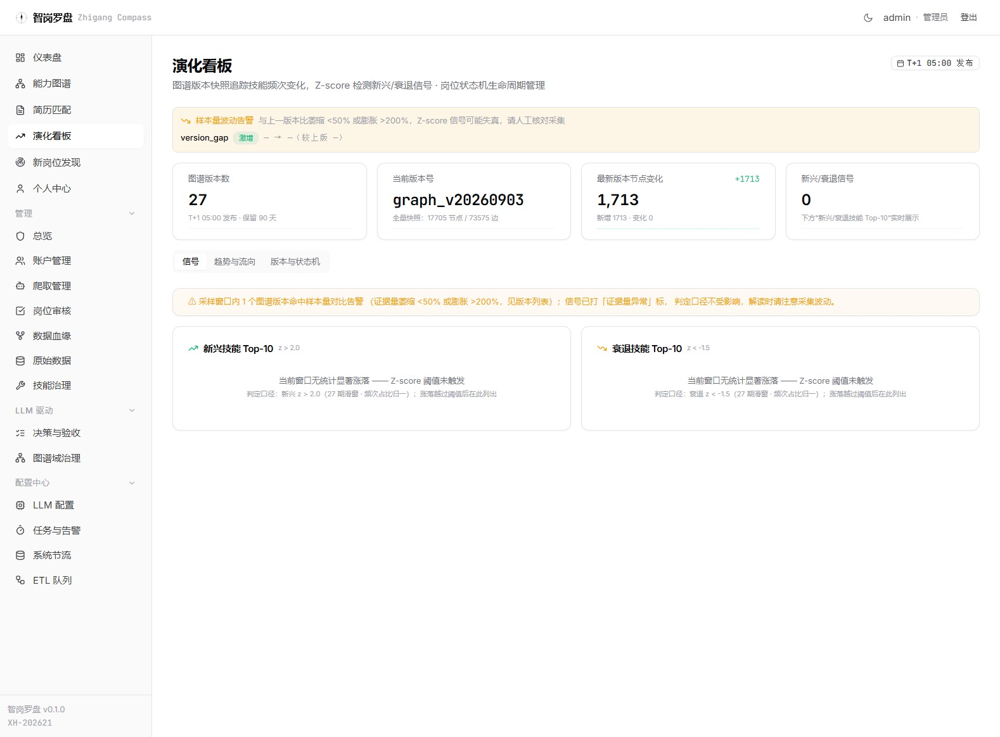 智岗罗盘 Zhigang Compass
admin · 管理员 登出
仪表盘
能力图谱
简历匹配
演化看板
新岗位发现
个人中心
管理
总览
账户管理
爬取管理
岗位审核
数据血缘
原始数据
技能治理
LLM 驱动
决策与验收
图谱域治理
配置中心
LLM 配置
任务与告警
系统节流
ETL 队列
智岗罗盘 v0.1.0
XH-202621
演化看板
T+1 05:00 发布
图谱版本快照追踪技能频次变化，Z-score 检测新兴/衰退信号 · 岗位状态机生命周期管理
样本量波动告警 与上一版本比萎缩 <50% 或膨胀 >200%，Z-score 信号可能失真，请人工核对采集
version_gap 激增 — → —（较上版 —）
图谱版本数
27
T+1 05:00 发布 · 保留 90 天
当前版本号
graph_v20260903
全量快照：17705 节点 / 73575 边
最新版本节点变化 +1713
1,713
新增 1713 · 变化 0
新兴/衰退信号
0
下方"新兴/衰退技能 Top-10"实时展示
信号 趋势与流向 版本与状态机
采样窗口内 1 个图谱版本命中样本量对比告警 （证据量萎缩 <50% 或膨胀 >200%，见版本列表）；信号已打「证据量异常」标， 判定口径不受影响，解读时请注意采集波动。
新兴技能 Top-10 z > 2.0
当前窗口无统计显著涨落 —— Z-score 阈值未触发
判定口径：新兴 z > 2.0（27 期滑窗 · 频次占比归一）；涨落越过阈值后在此列出
衰退技能 Top-10 z < -1.5
当前窗口无统计显著涨落 —— Z-score 阈值未触发
判定口径：衰退 z < -1.5（27 期滑窗 · 频次占比归一）；涨落越过阈值后在此列出